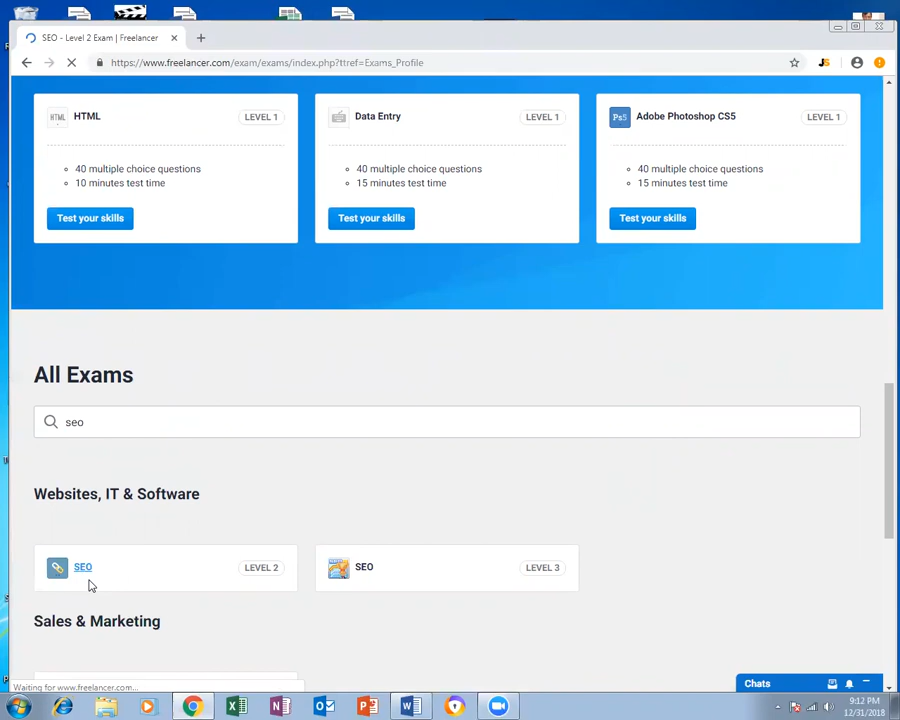 SEO - Level 2 Exam | Freelancer
https://www.freelancer.com/exam/exams/index.php?ttref=Exams_Profile
JS
HTML
HTML
LEVEL 1
Data Entry
LEVEL 1
Ps5
Adobe Photoshop CS5
LEVEL 1
40 multiple choice questions
10 minutes test time
40 multiple choice questions
15 minutes test time
40 multiple choice questions
15 minutes test time
Test your skills
Test your skills
Test your skills
All Exams
seo
Websites, IT & Software
SEO
LEVEL 2
SEO
LEVEL 3
Sales & Marketing
Waiting for www.freelancer.com...
Chats
9:12 PM
12/31/2018